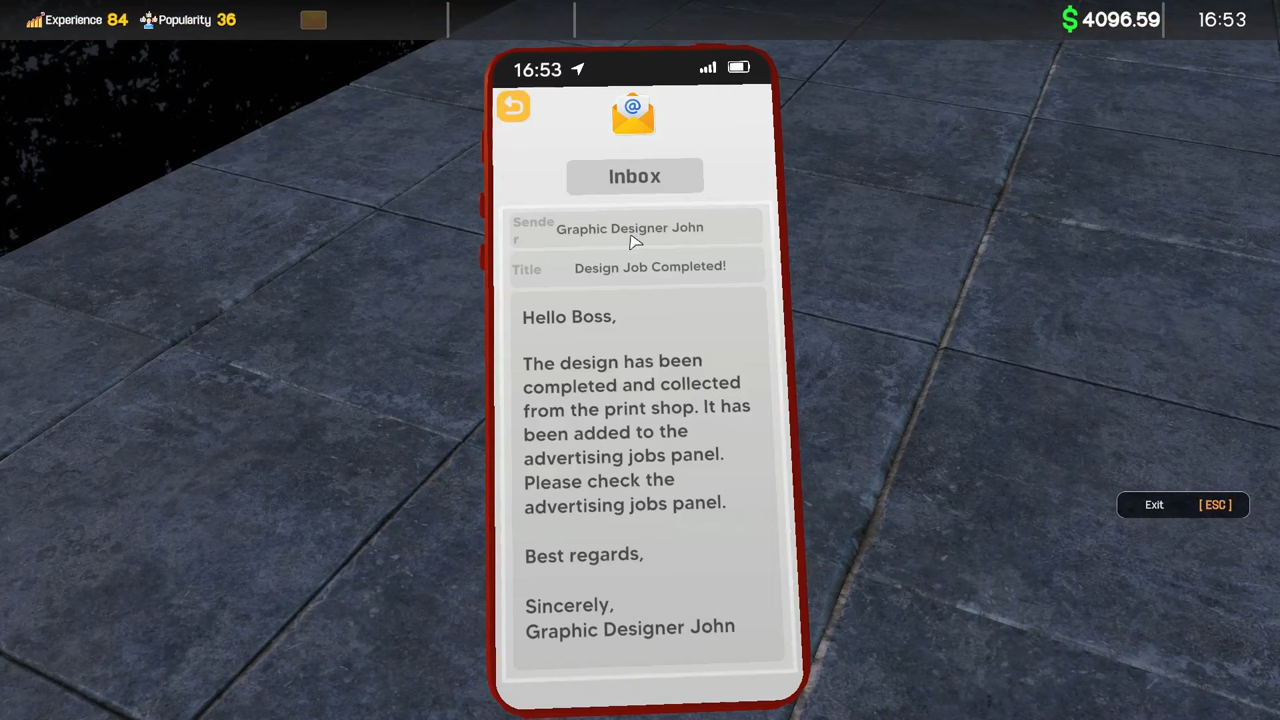 Experience 84 Popularity 36
$ 4096.59 16:53
16:53
@
Inbox
Sende
r
Graphic Designer John
Title Design Job Completed!
Hello Boss,
The design has been
completed and collected
from the print shop. It has
been added to the
advertising jobs panel.
Please check the
advertising jobs panel.
Best regards,
Sincerely,
Graphic Designer John
Exit [ ESC ]